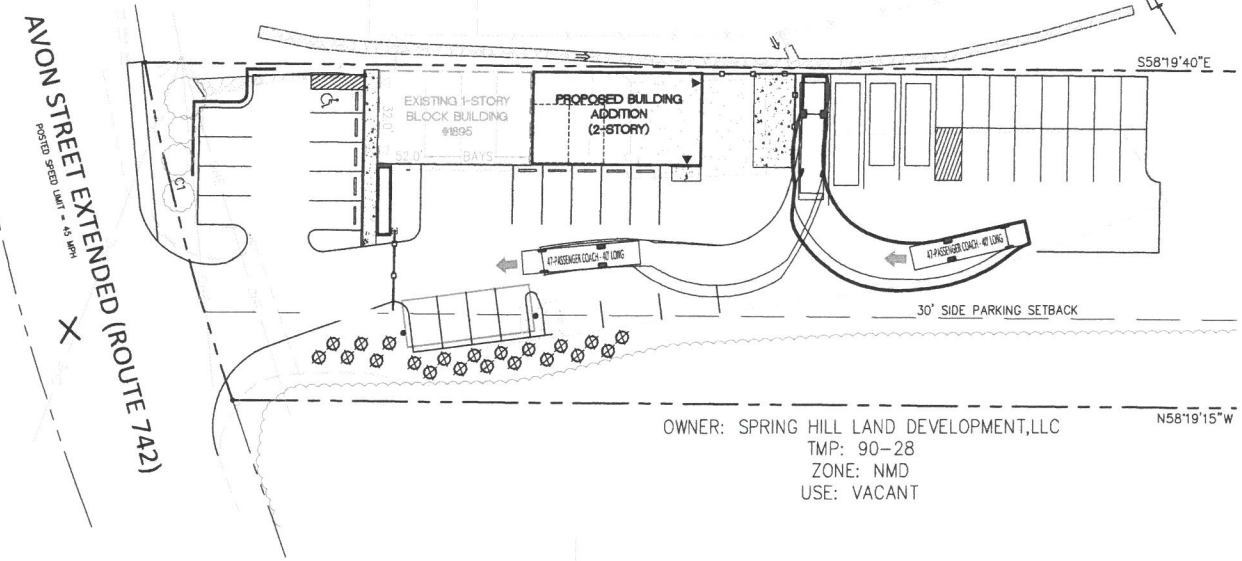 S58°19'40"E
AVON STREET EXTENDED (ROUTE 742)
POSTED SPEED LIMIT = 45 MPH
C1
EXISTING 1-STORY
BLOCK BUILDING
#1895
32.0'
52.0'
BAYS
PROPOSED BUILDING
ADDITION
(2-STORY)
47-PASSENGER COACH - 40' LONG
47-PASSENGER COACH - 40' LONG
30' SIDE PARKING SETBACK
N58°19'15"W
OWNER: SPRING HILL LAND DEVELOPMENT,LLC
TMP: 90-28
ZONE: NMD
USE: VACANT